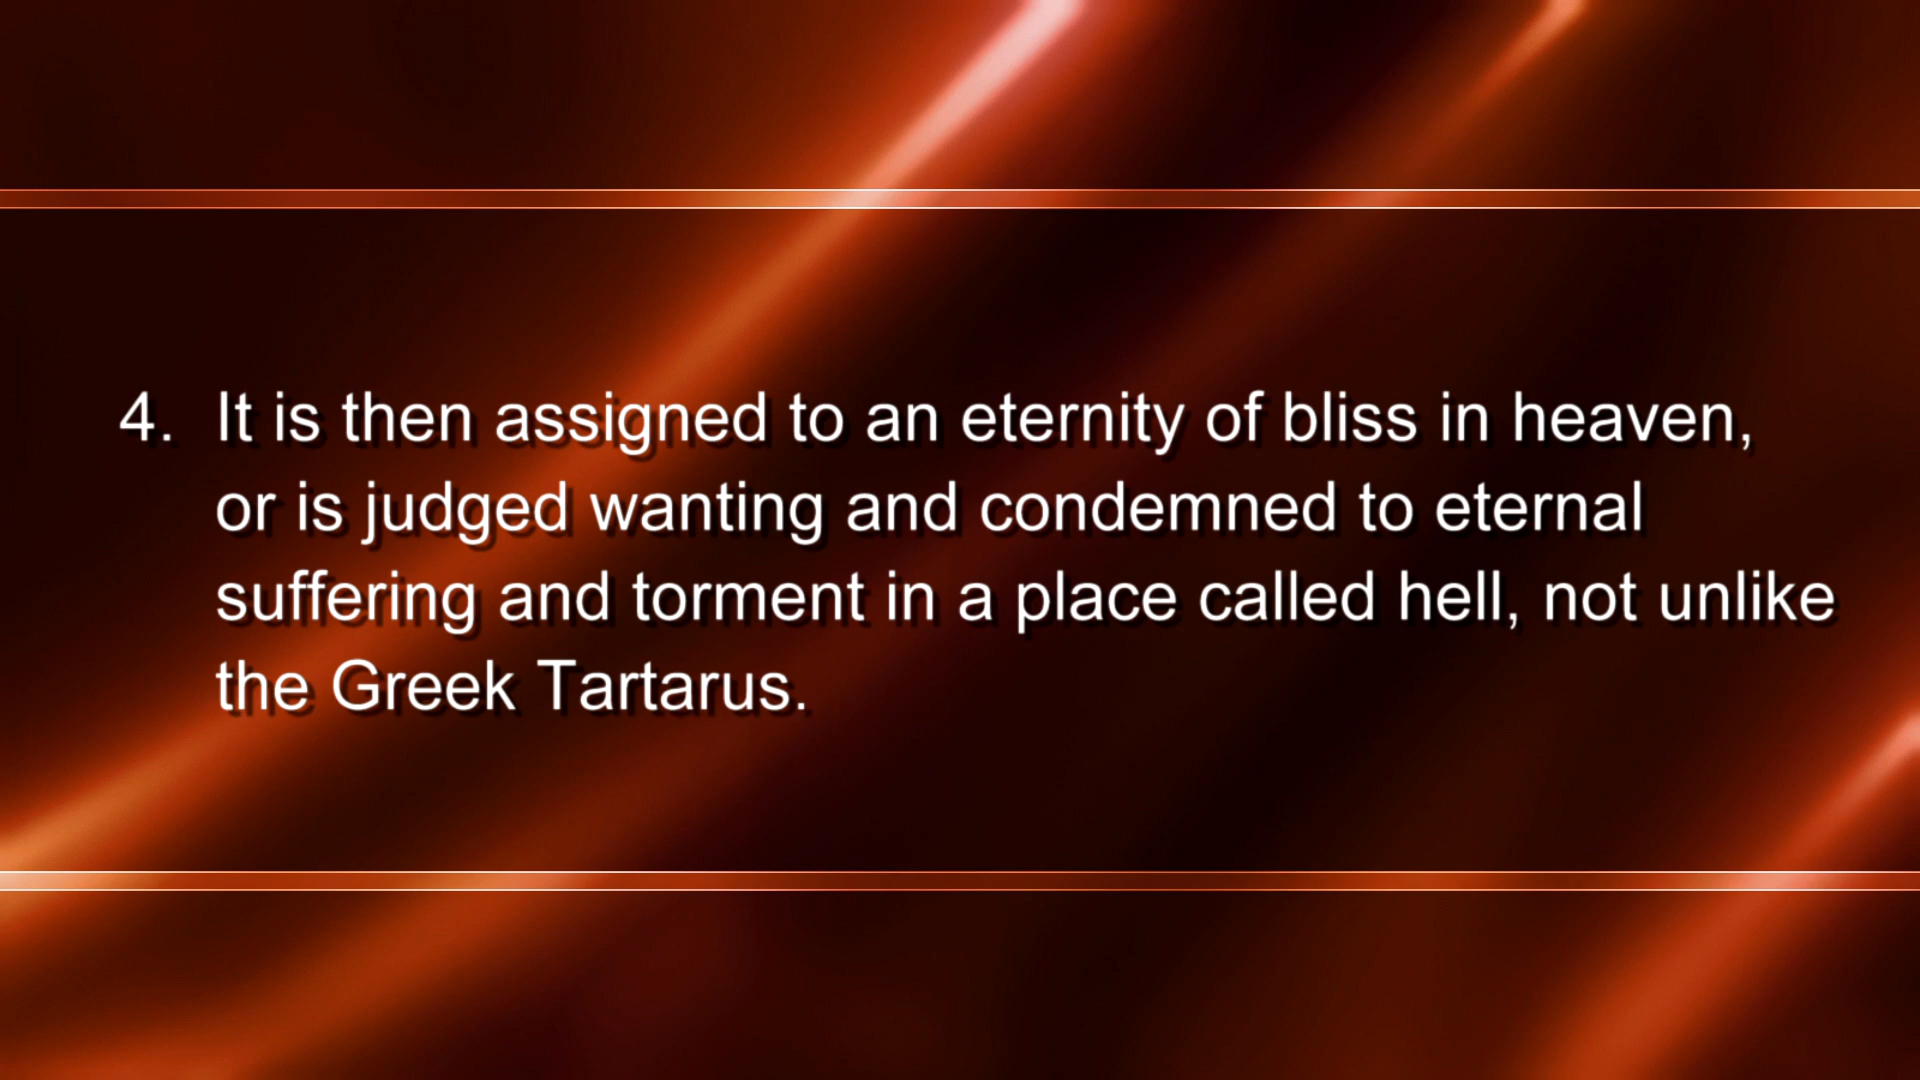 4. It is then assigned to an eternity of bliss in heaven,
or is judged wanting and condemned to eternal
suffering and torment in a place called hell, not unlike
the Greek Tartarus.